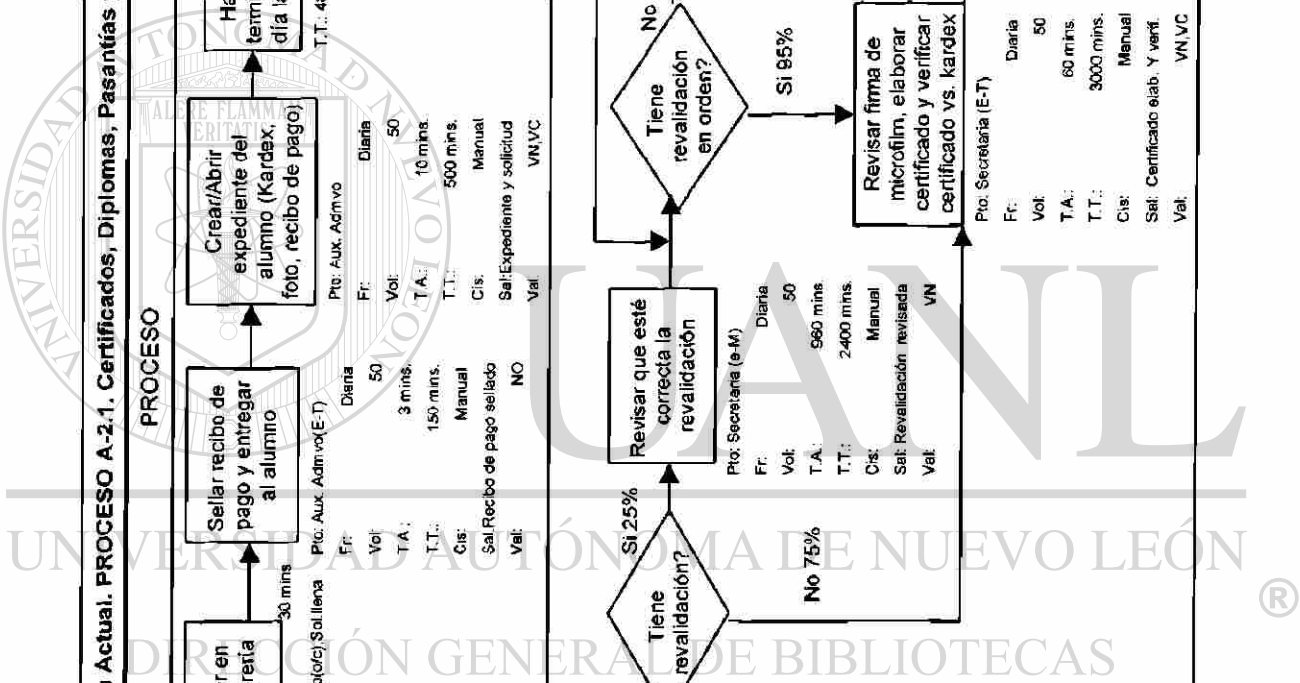 Actual. PROCESO A-2.1. Certificados, Diplomas, Pasantías
PROCESO
30 mins
Sellar recibo de
pago y entregar
al alumno
Pto: Aux. Admvo(E-T)
Fr: Diaria
Vol: 50
T.A.: 3 mins.
T.T.: 150 mins.
Cis: Manual
Sal:Recibo de pago sellado
Val: NO
Crear/Abrir
expediente del
alumno (Kardex,
foto, recibo de pago)
Pto: Aux. Admvo
Fr: Diaria
Vol: 50
T.A.: 10 mins.
T.T.: 500 mins.
Cis: Manual
Sal:Expediente y solicitud
Val: VN,VC
Tiene
revalidación?
Si 25%
No 75%
Revisar que esté
correcta la
revalidación
Pto: Secretaria (e-M)
Fr: Diaria
Vol: 50
T.A.: 960 mins.
T.T.: 2400 mins.
Cis: Manual
Sal: Revalidación revisada
Val: VN
Tiene
revalidación
en orden?
No
Si 95%
Revisar firma de
microfilm, elaborar
certificado y verificar
certificado vs. kardex
Pto: Secretaria (E-T)
Fr: Diaria
Vol: 50
T.A.: 60 mins.
T.T.: 3000 mins.
Cis: Manual
Sal: Certificado elab. Y verif.
Val: VN,VC
ALERE FLAMMAM
VERITATIS
UANL
UNIVERSIDAD AUTÓNOMA DE NUEVO LEÓN
®
DIRECCIÓN GENERAL DE BIBLIOTECAS